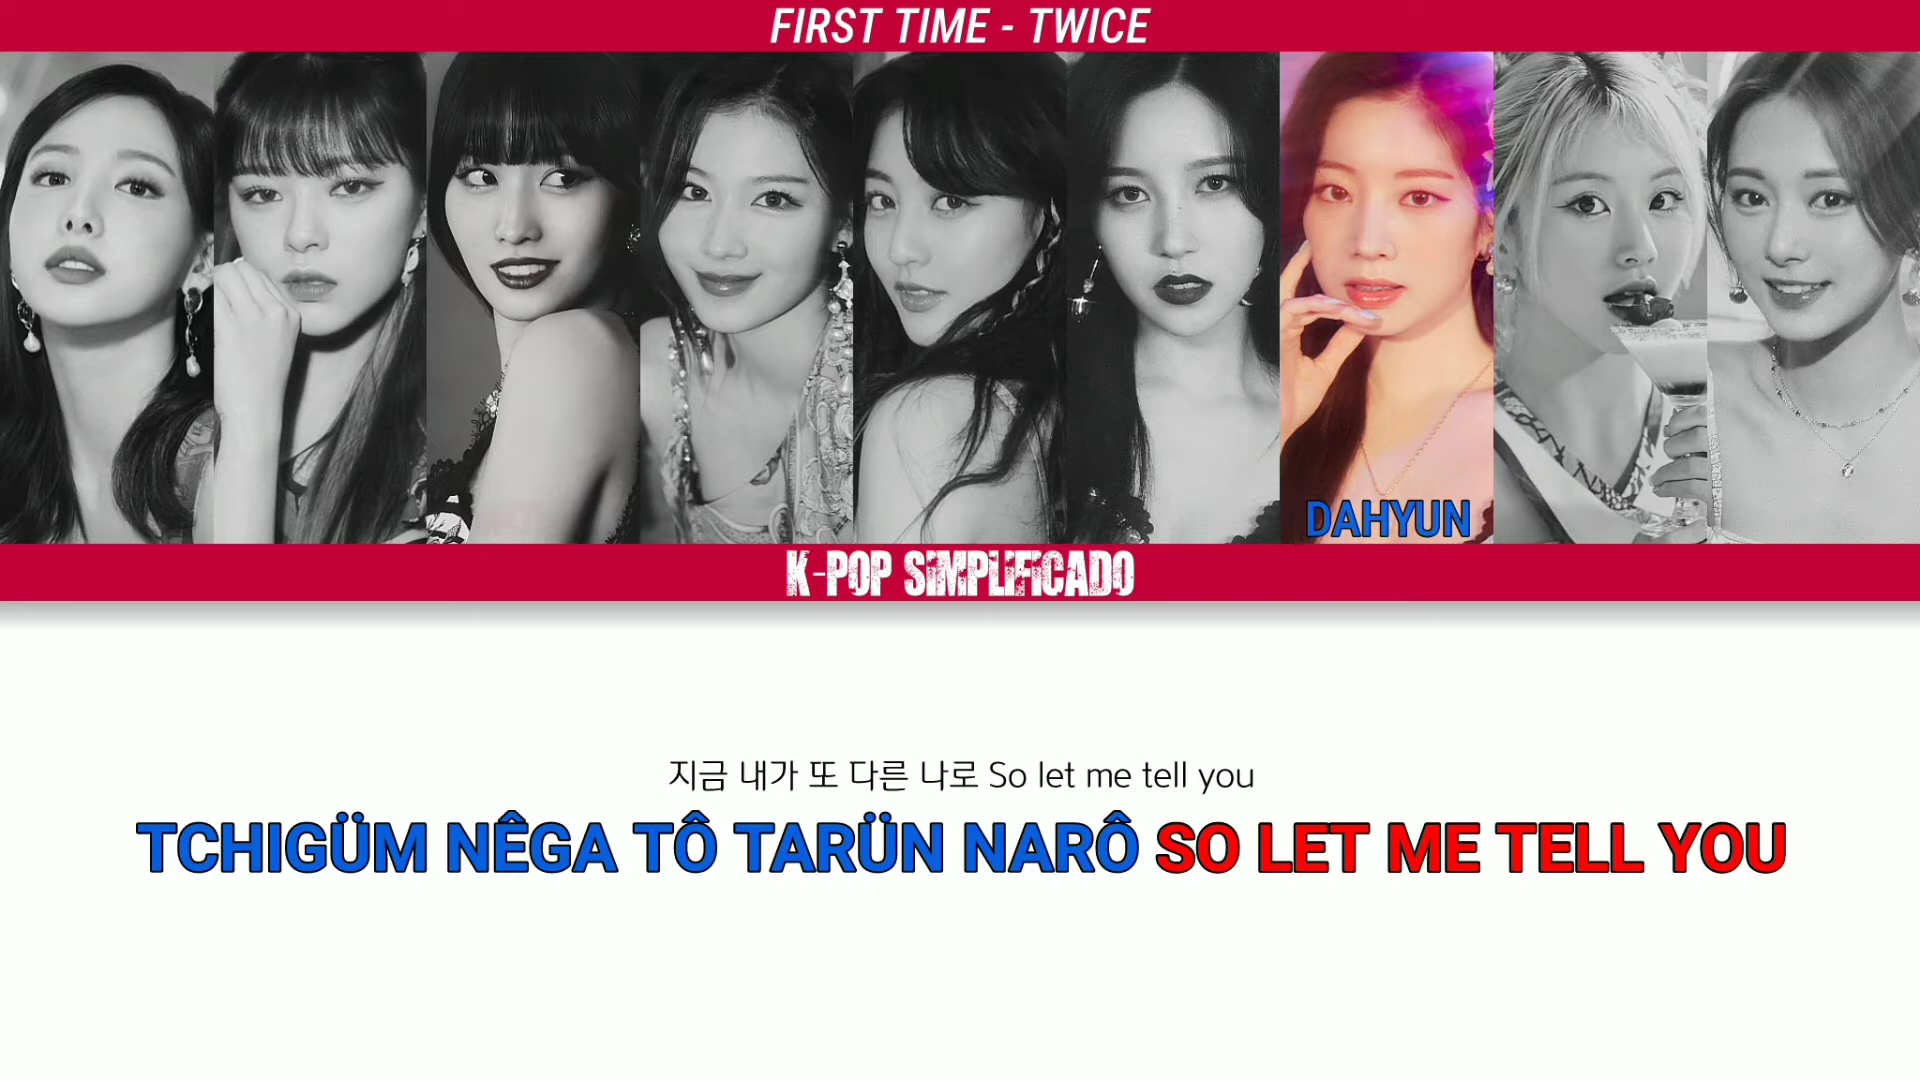 FIRST TIME - TWICE
DAHYUN
K-POP SIMPLIFICADO
지금 내가 또 다른 나로 So let me tell you
TCHIGÜM NÊGA TÔ TARÜN NARÔ SO LET ME TELL YOU